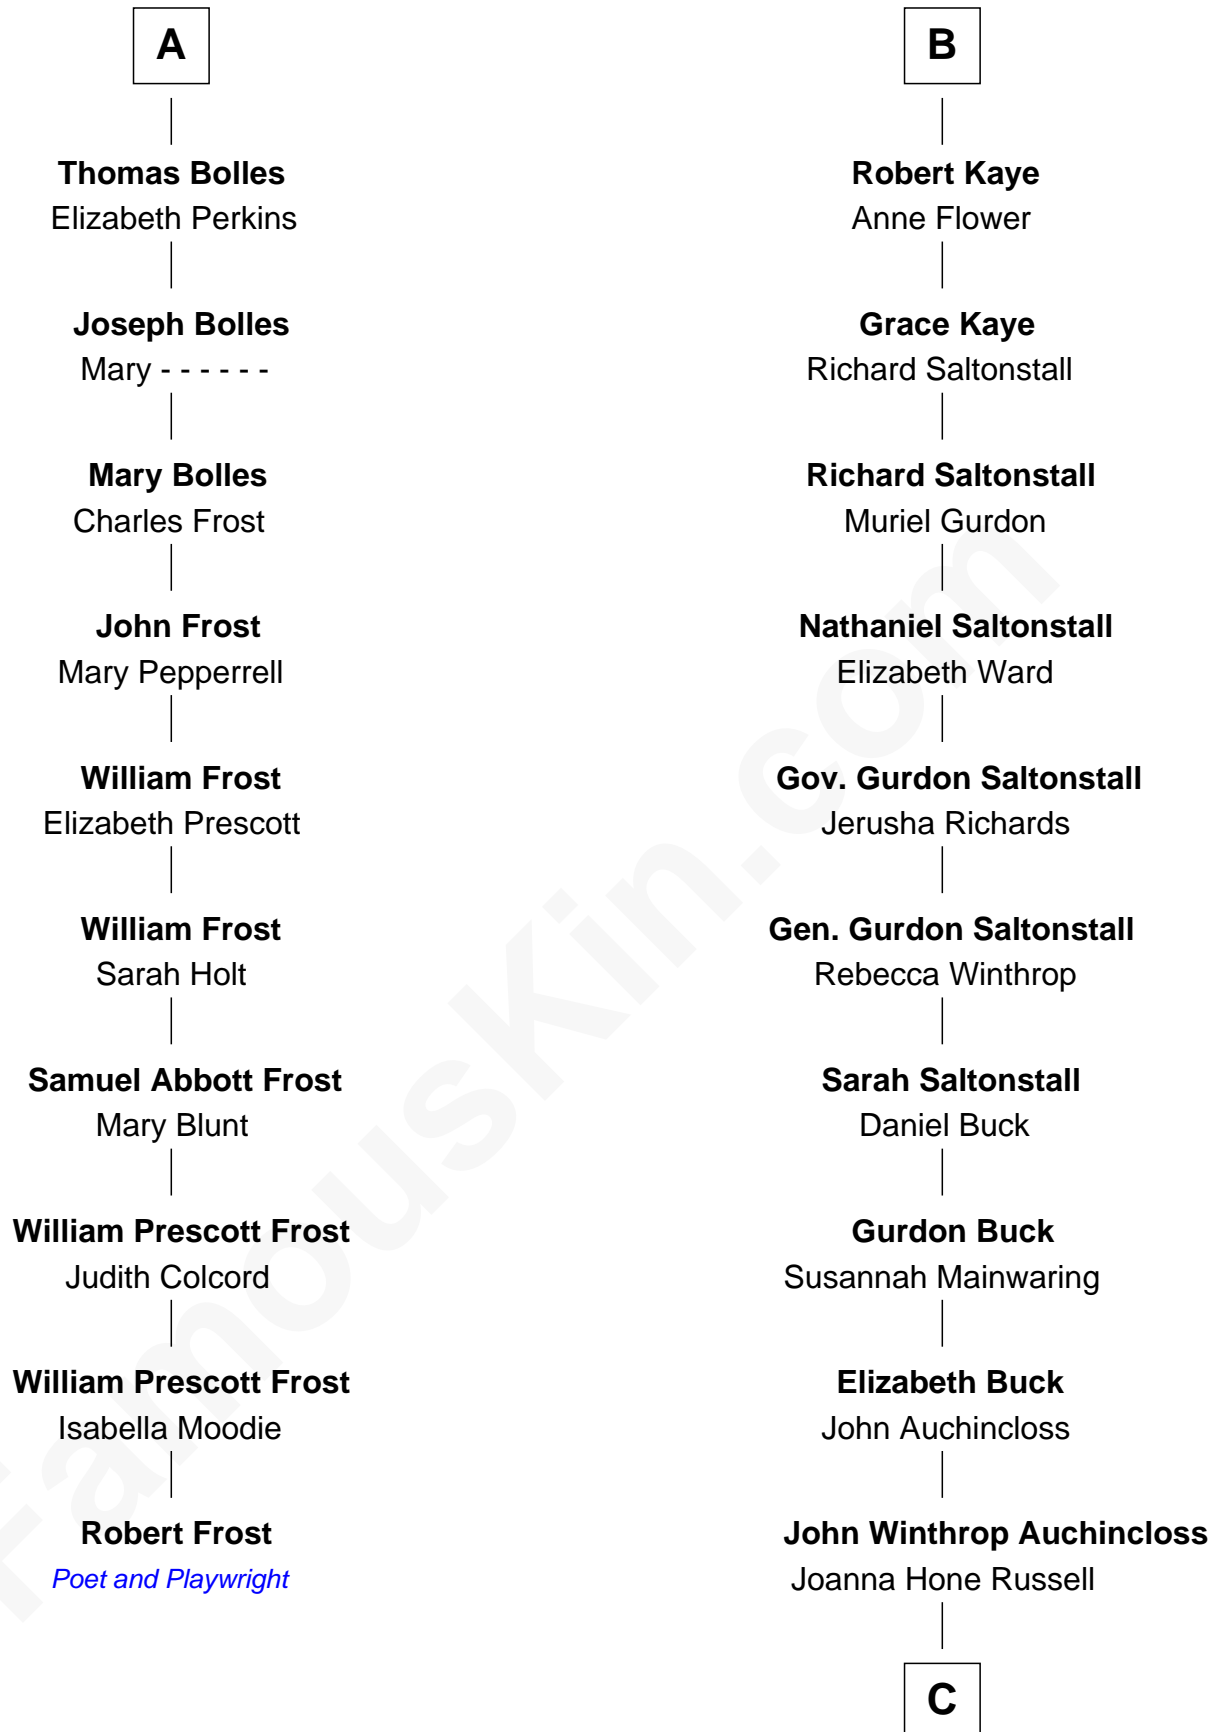 A
Thomas Bolles
Elizabeth Perkins
Joseph Bolles
Mary - - - - - -
Mary Bolles
Charles Frost
John Frost
Mary Pepperrell
William Frost
Elizabeth Prescott
William Frost
Sarah Holt
Samuel Abbott Frost
Mary Blunt
William Prescott Frost
Judith Colcord
William Prescott Frost
Isabella Moodie
Robert Frost
Poet and Playwright
B
Robert Kaye
Anne Flower
Grace Kaye
Richard Saltonstall
Richard Saltonstall
Muriel Gurdon
Nathaniel Saltonstall
Elizabeth Ward
Gov. Gurdon Saltonstall
Jerusha Richards
Gen. Gurdon Saltonstall
Rebecca Winthrop
Sarah Saltonstall
Daniel Buck
Gurdon Buck
Susannah Mainwaring
Elizabeth Buck
John Auchincloss
John Winthrop Auchincloss
Joanna Hone Russell
C
FamousKin.com